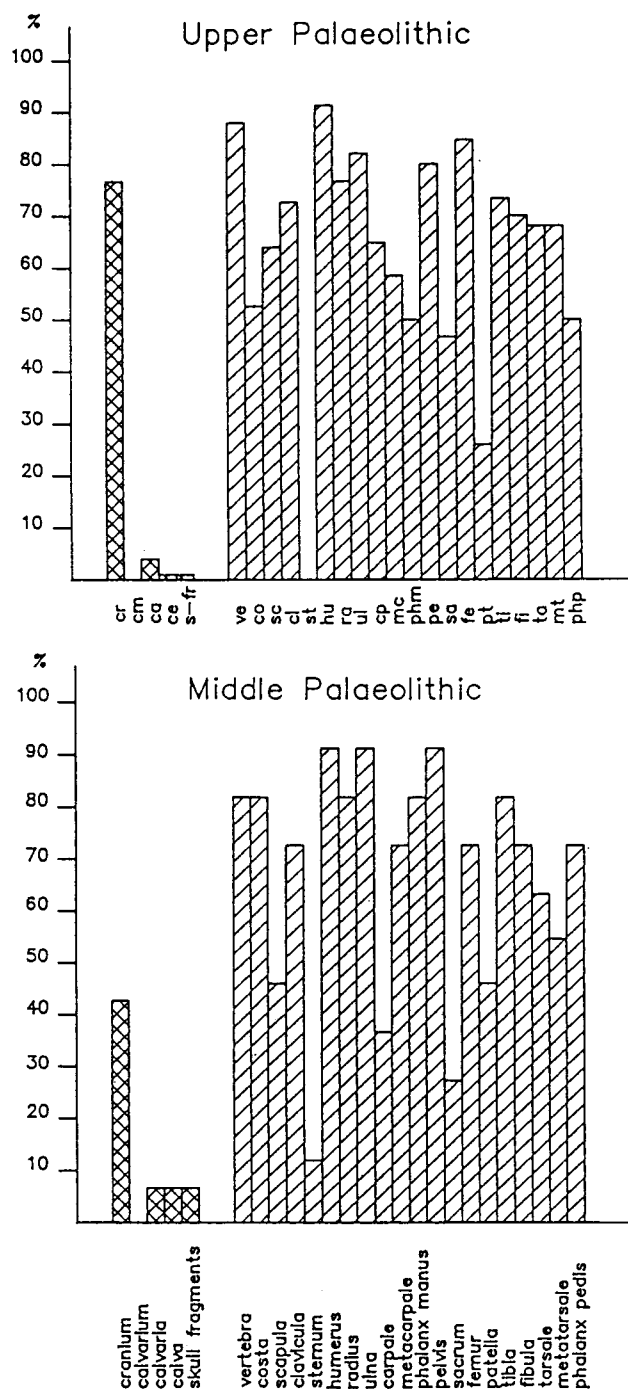 %
Upper Palaeolithic
100
90
80
70
60
50
40
30
20
10
cr
cm
ca
ce
s-fr
ve
co
sc
cl
st
hu
ra
ul
cp
mc
phm
pe
sa
fe
pt
ti
fi
ta
mt
php
%
Middle Palaeolithic
100
90
80
70
60
50
40
30
20
10
cranium
calvarium
calvaria
calva
skull fragments
vertebra
costa
scapula
clavicula
sternum
humerus
radius
ulna
carpale
metacarpale
phalanx manus
pelvis
sacrum
femur
patella
tibia
fibula
tarsale
metatarsale
phalanx pedis